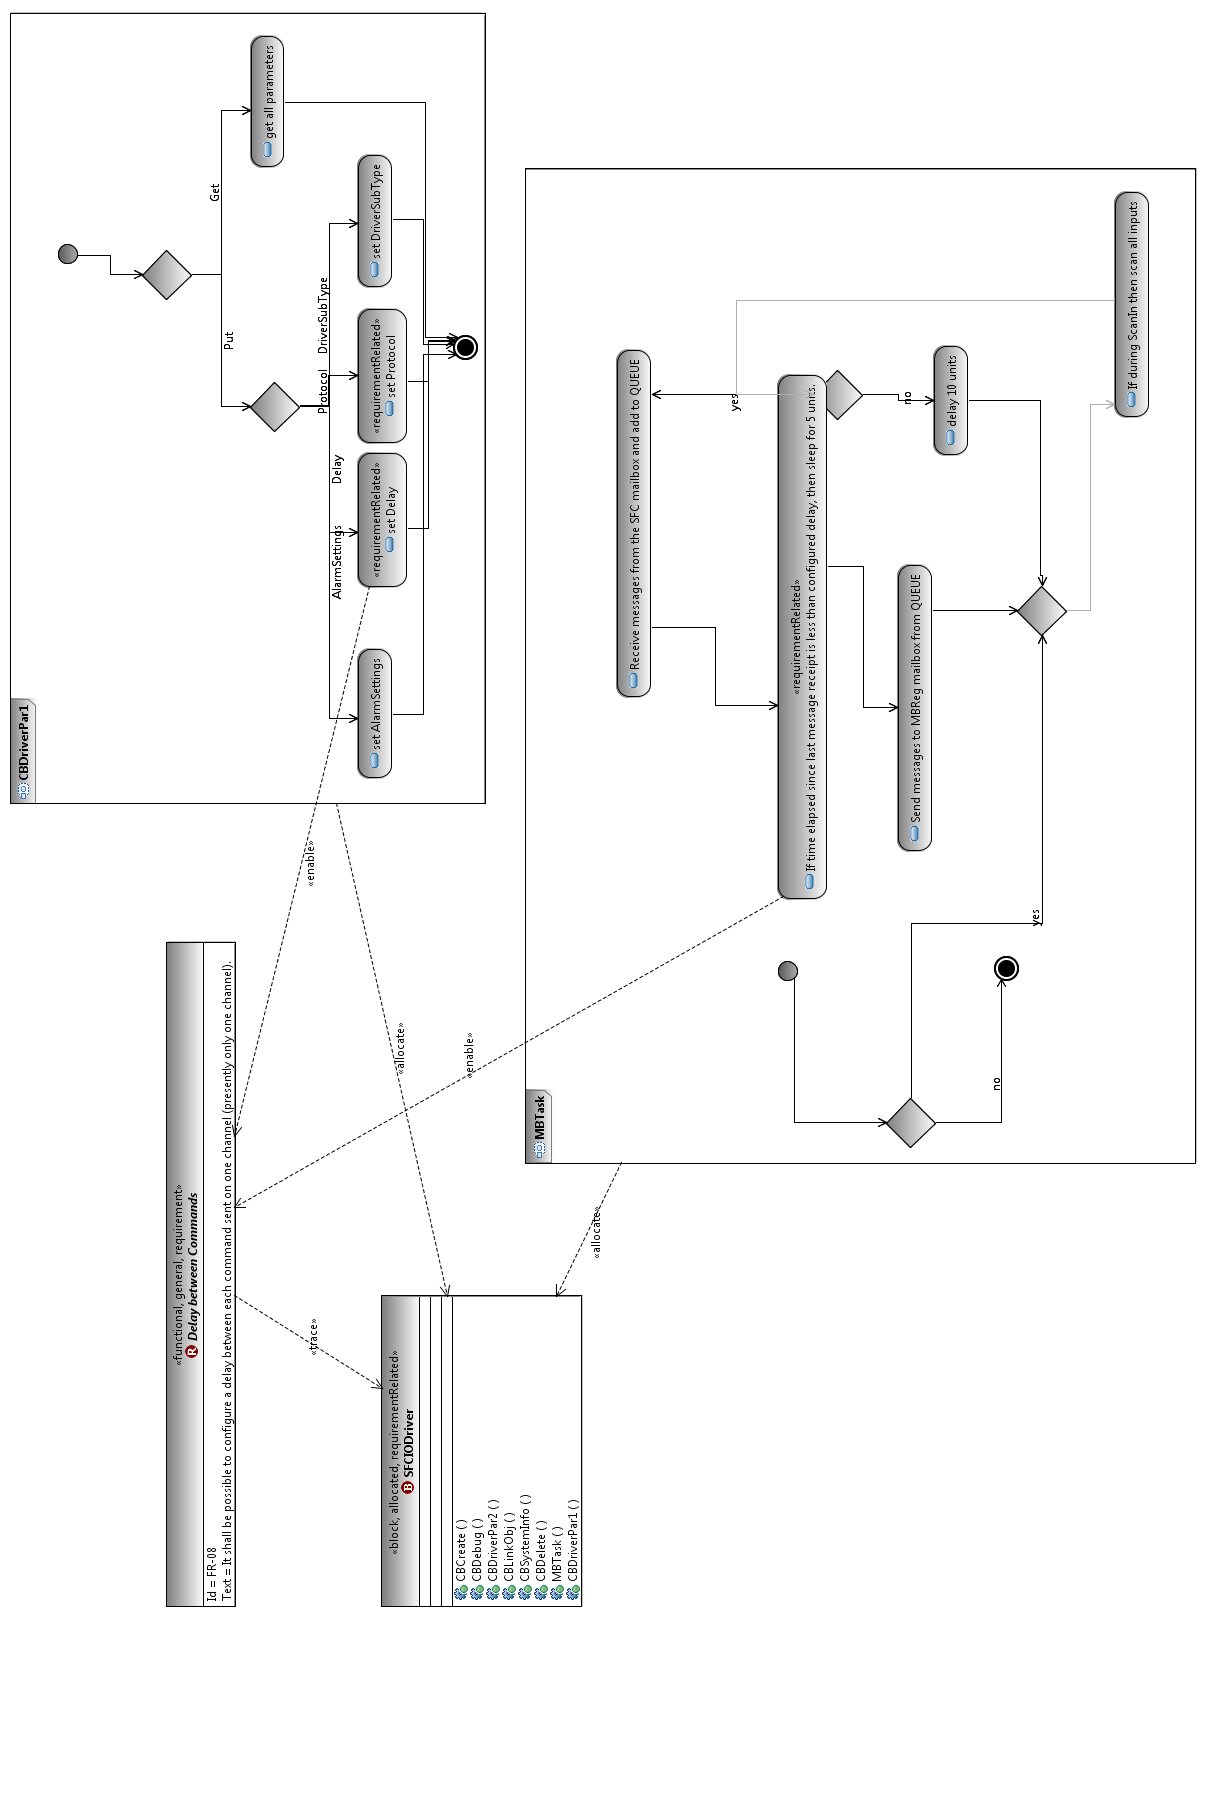 «functional, general, requirement»
Delay between Commands
Id = FR-08
Text = It shall be possible to configure a delay between each command sent on one channel (presently only one channel).
CBDriverPar1
Get
Put
get all parameters
DriverSubType
Protocol
Delay
AlarmSettings
set DriverSubType
«requirementRelated»
set Protocol
«requirementRelated»
set Delay
set AlarmSettings
«enable»
«allocate»
«enable»
«trace»
«allocate»
«block, allocated, requirementRelated»
SFCIODriver
CBCreate ( )
CBDebug ( )
CBDriverPar2 ( )
CBLinkObj ( )
CBSystemInfo ( )
CBDelete ( )
MBTask ( )
CBDriverPar1 ( )
MBTask
Receive messages from the SFC mailbox and add to QUEUE
yes
«requirementRelated»
If time elapsed since last message receipt is less than configured delay, then sleep for 5 units.
no
Send messages to MBReg mailbox from QUEUE
delay 10 units
no
yes
If during ScanIn then scan all inputs